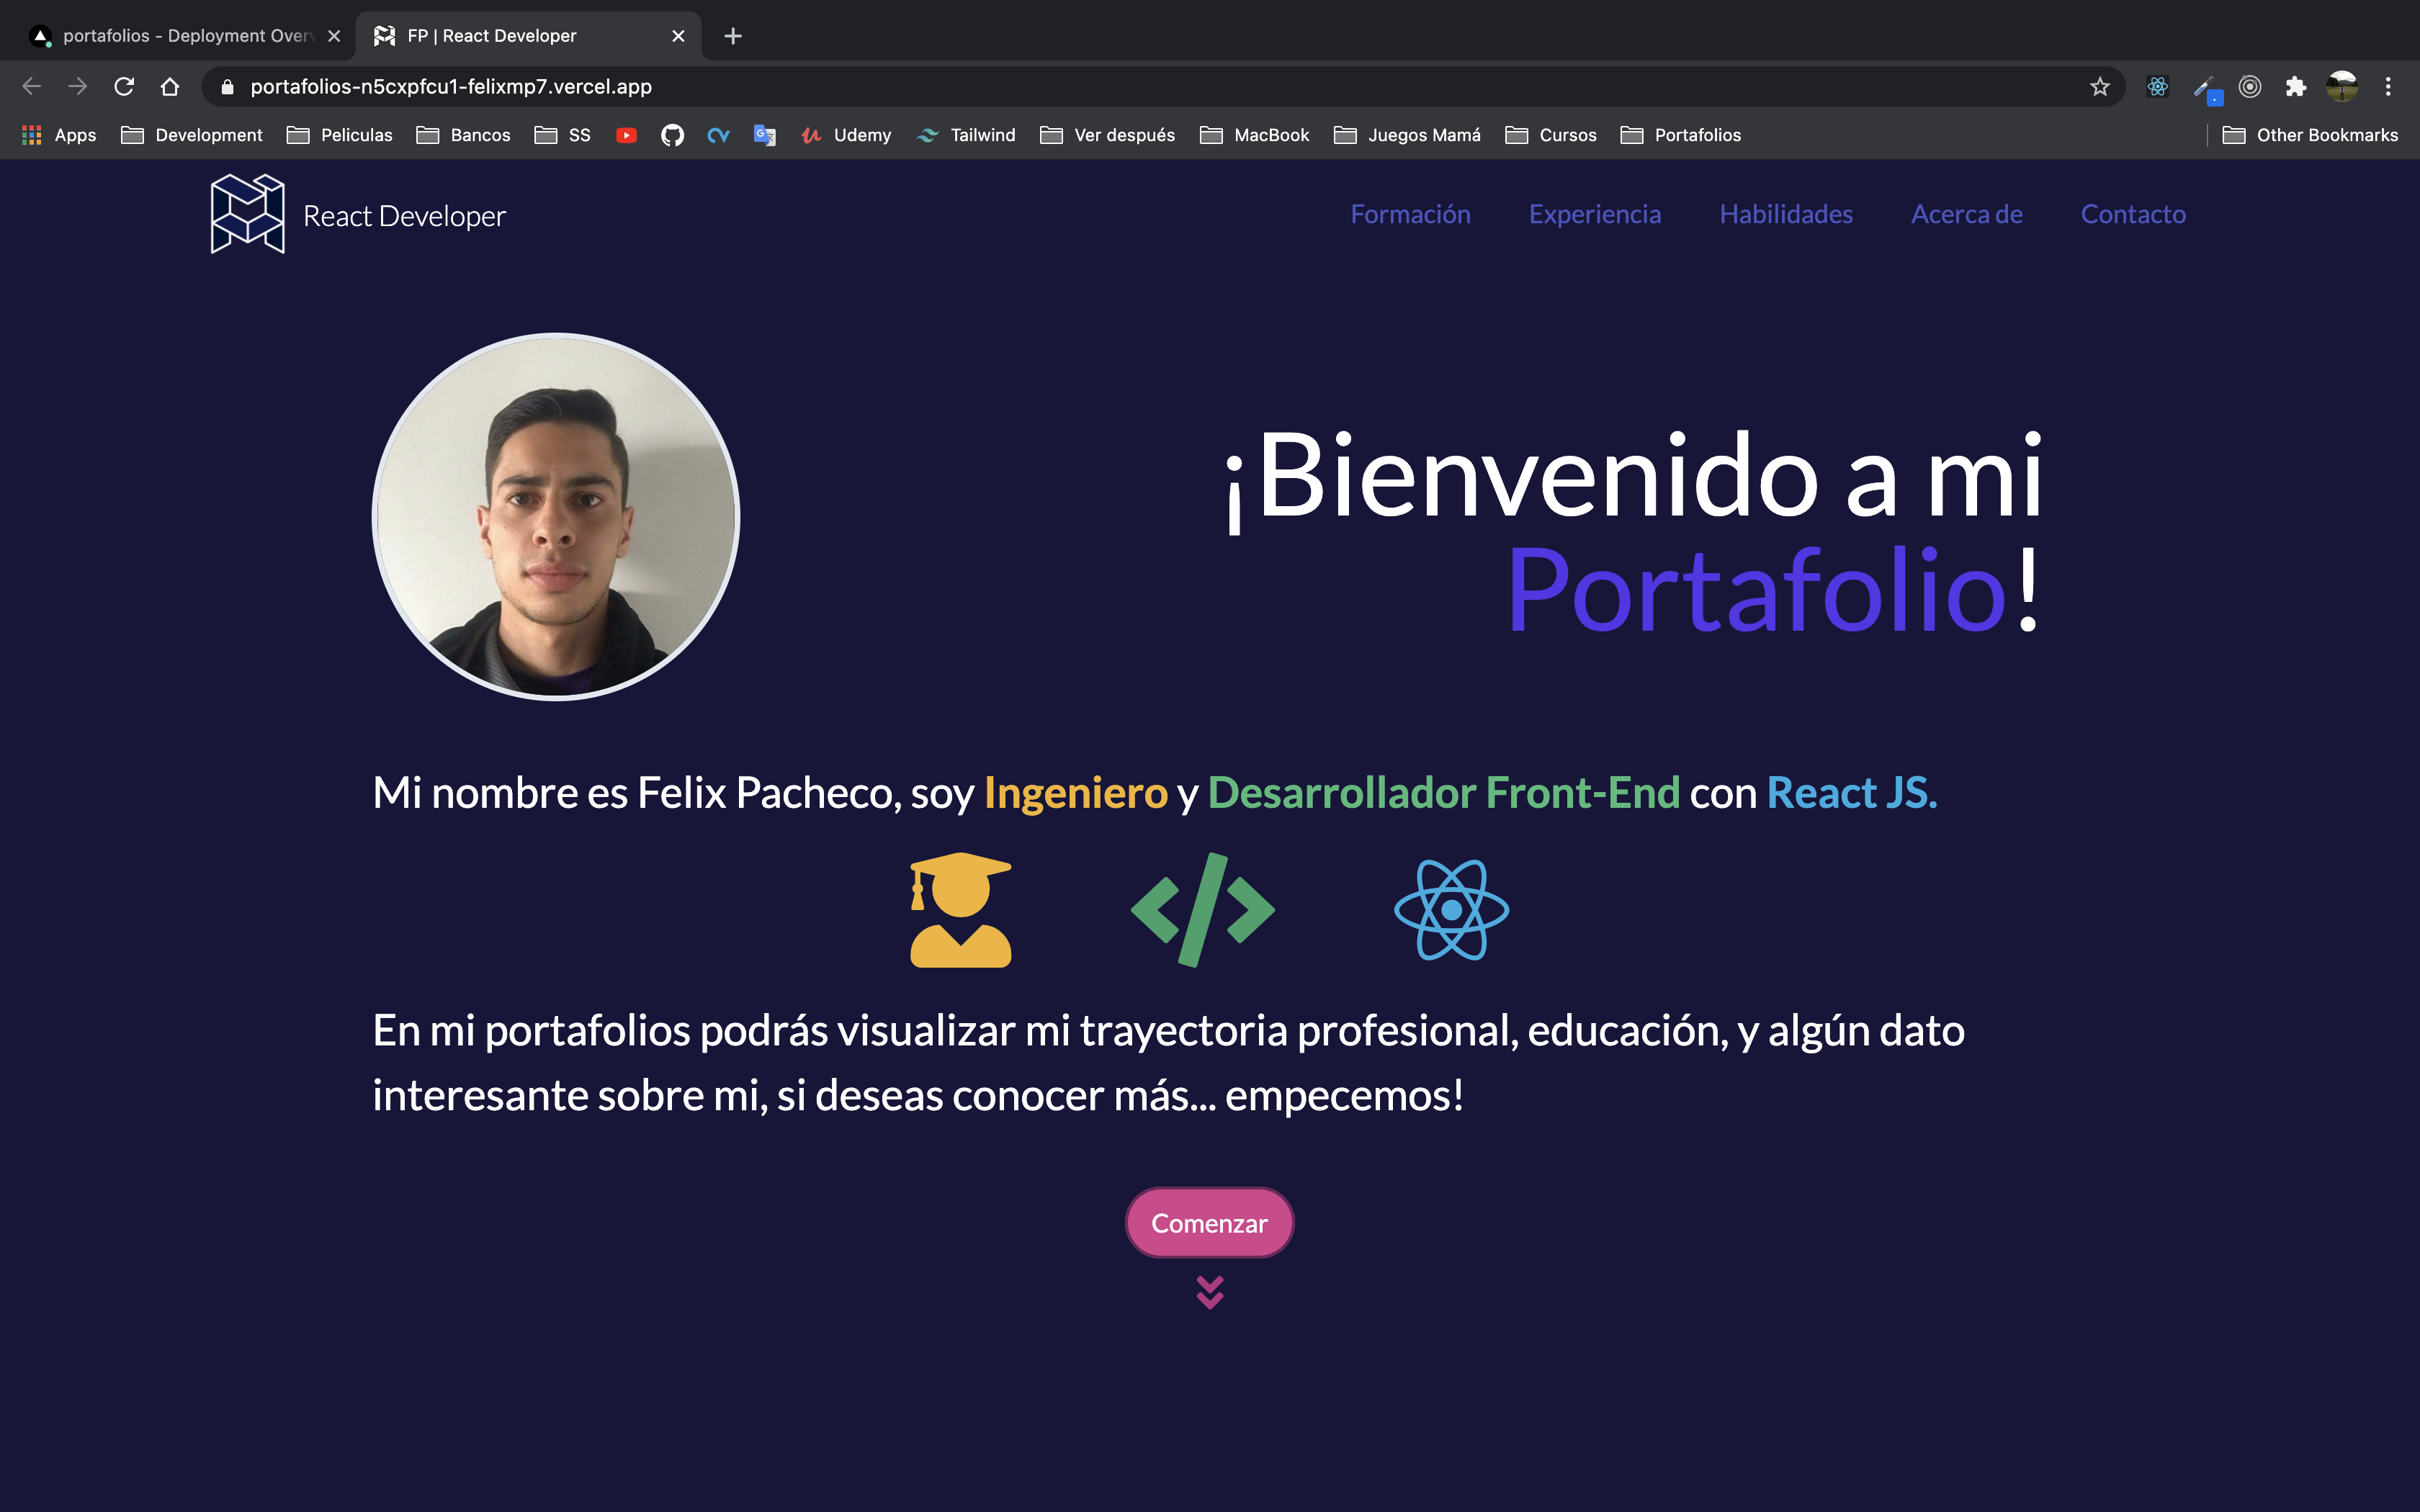 portafolios - Deployment Over
FP | React Developer
portafolios-n5cxpfcu1-felixmp7.vercel.app
Apps Development Peliculas Bancos SS Udemy Tailwind Ver después MacBook Juegos Mamá Cursos Portafolios Other Bookmarks
React Developer
Formación Experiencia Habilidades Acerca de Contacto
¡Bienvenido a mi
Portafolio!
Mi nombre es Felix Pacheco, soy Ingeniero y Desarrollador Front-End con React JS.
En mi portafolios podrás visualizar mi trayectoria profesional, educación, y algún dato
interesante sobre mi, si deseas conocer más... empecemos!
Comenzar